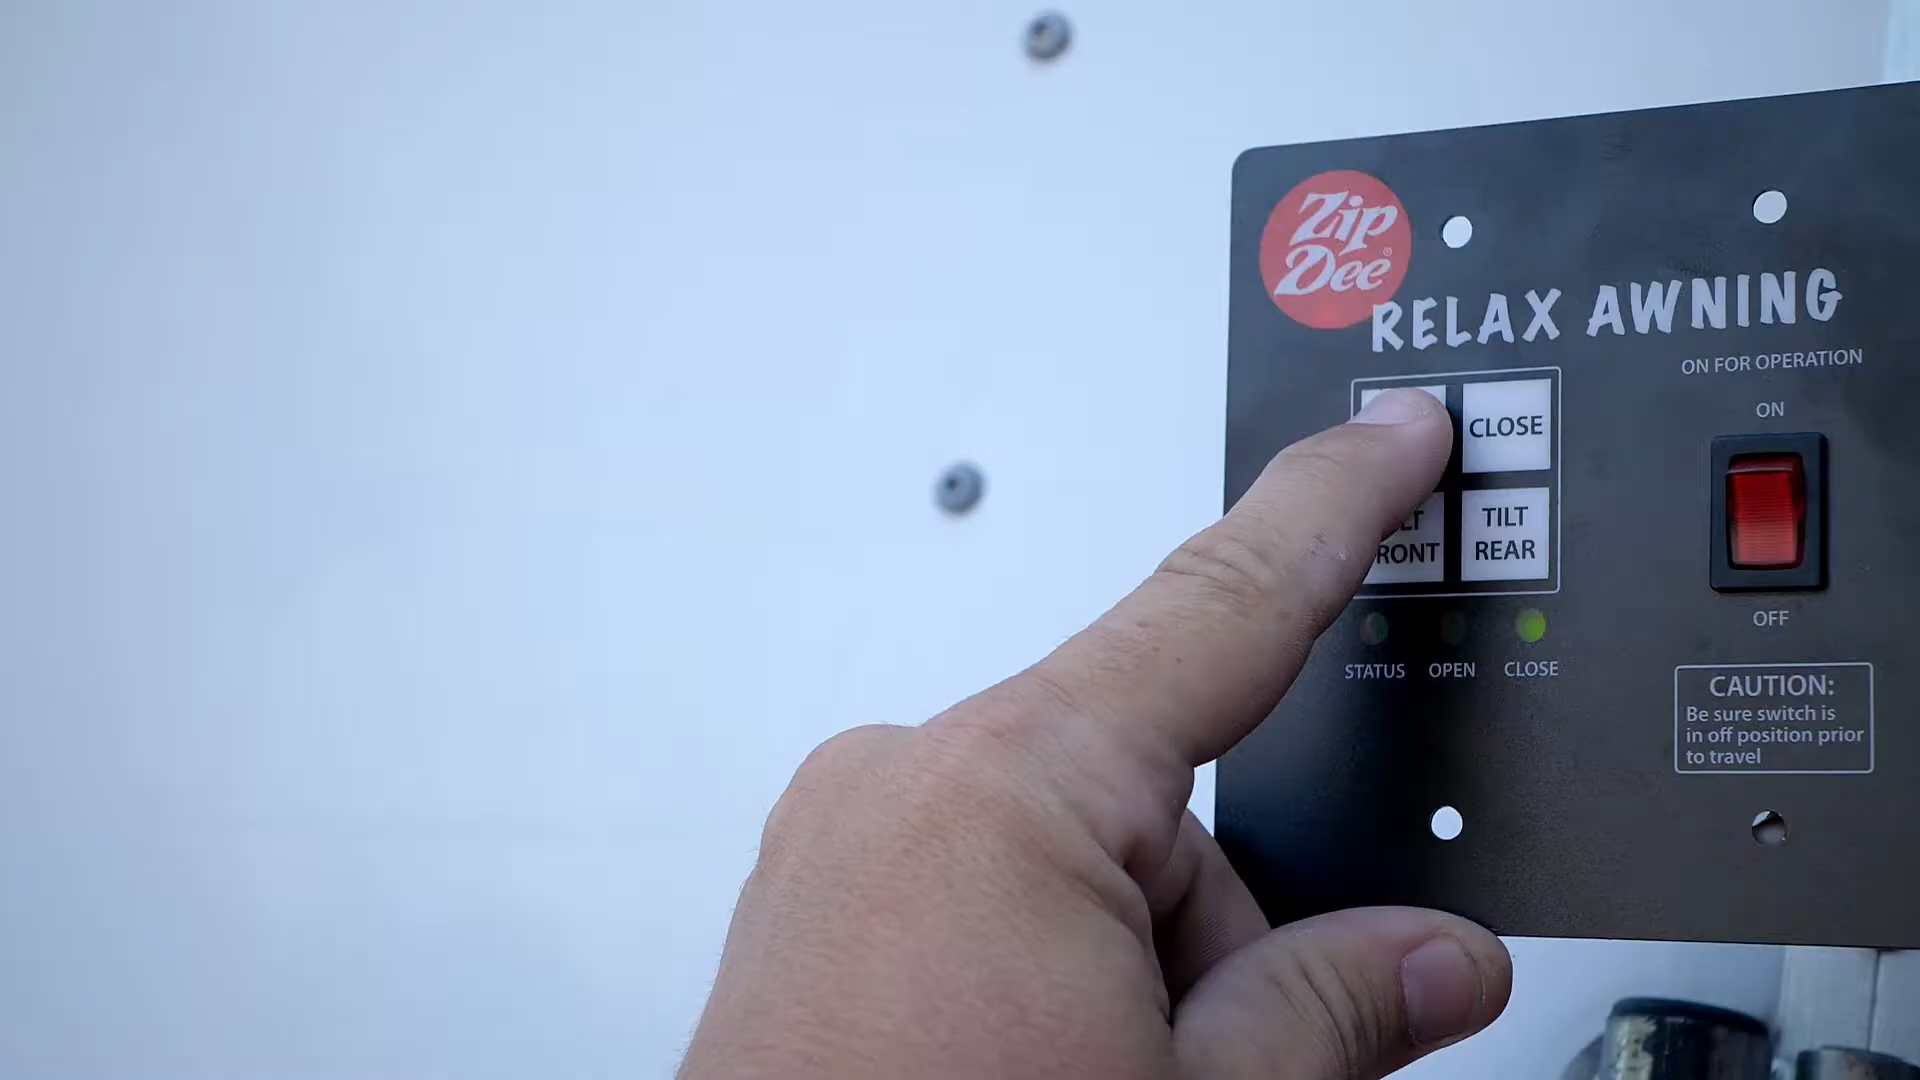 Zip
Dee®
RELAX AWNING
ON FOR OPERATION
ON
CLOSE
TILT
REAR
OFF
STATUS OPEN CLOSE
CAUTION:
Be sure switch is
in off position prior
to travel